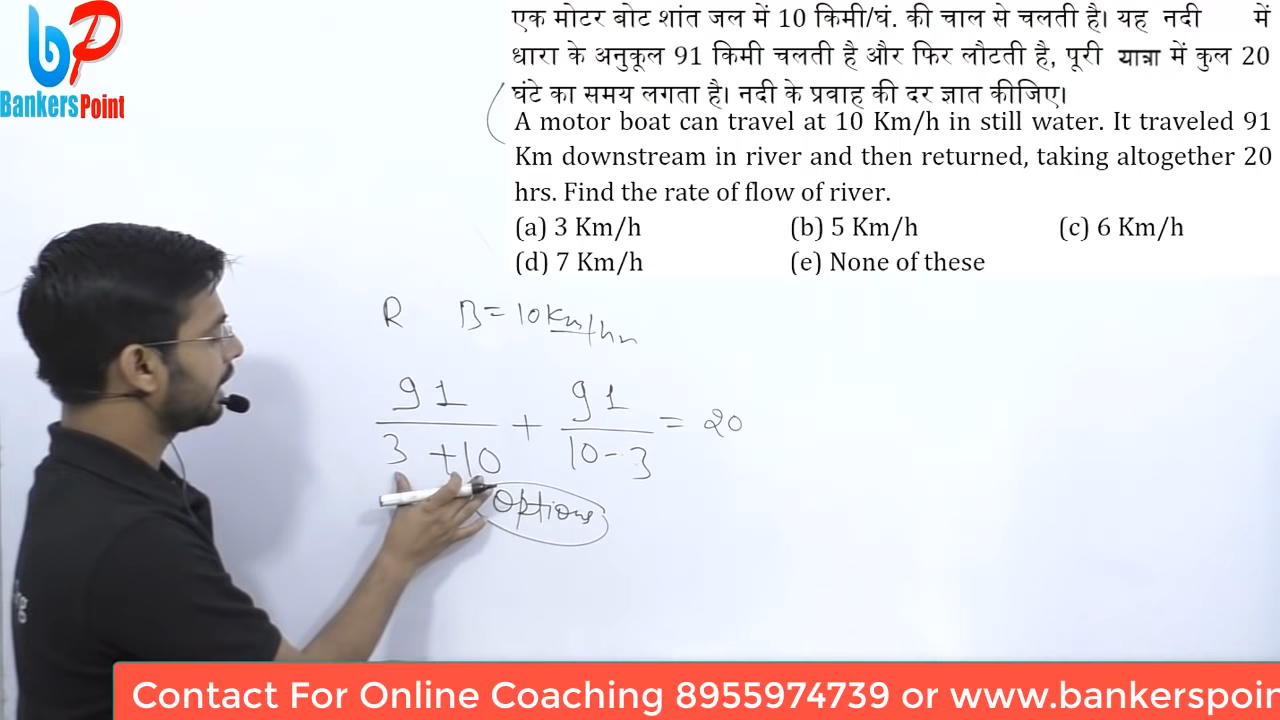 bp
BankersPoint
एक मोटर बोट शांत जल में 10 किमी/घं. की चाल से चलती है। यह नदी में
धारा के अनुकूल 91 किमी चलती है और फिर लौटती है, पूरी यात्रा में कुल 20
घंटे का समय लगता है। नदी के प्रवाह की दर ज्ञात कीजिए।
A motor boat can travel at 10 Km/h in still water. It traveled 91
Km downstream in river and then returned, taking altogether 20
hrs. Find the rate of flow of river.
(a) 3 Km/h (b) 5 Km/h (c) 6 Km/h
(d) 7 Km/h (e) None of these
R B = 10 Km/hr
91 91
+ = 20
3 + 10 10 - 3
Options
Contact For Online Coaching 8955974739 or www.bankerspoin